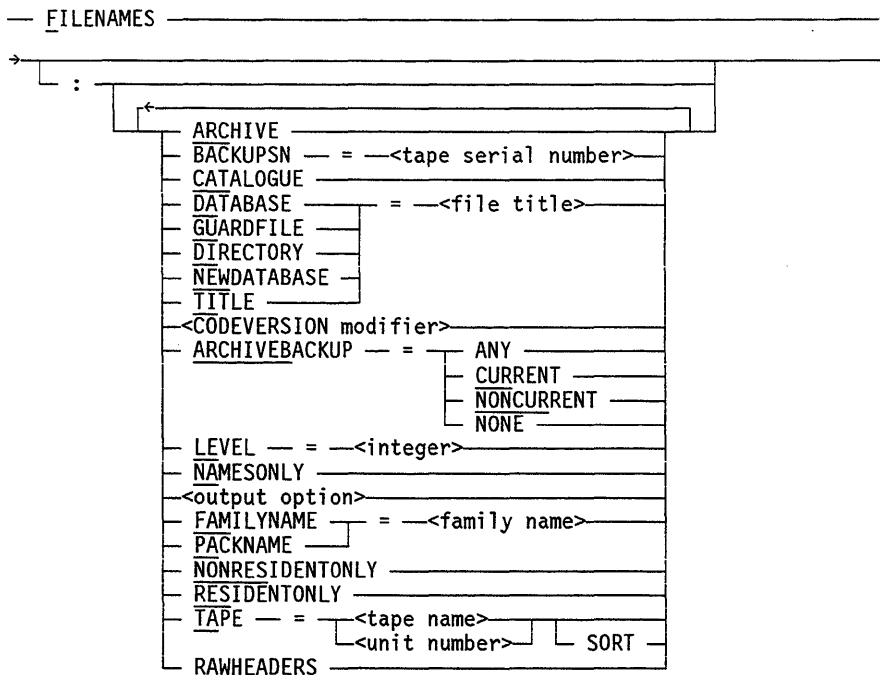 FILENAMES
:
ARCHIVE
BACKUPSN = <tape serial number>
CATALOGUE
DATABASE = <file title>
GUARDFILE
DIRECTORY
NEWDATABASE
TITLE
<CODEVERSION modifier>
ARCHIVEBACKUP = ANY
CURRENT
NONCURRENT
NONE
LEVEL = <integer>
NAMESONLY
<output option>
FAMILYNAME = <family name>
PACKNAME
NONRESIDENTONLY
RESIDENTONLY
TAPE = <tape name>
<unit number> SORT
RAWHEADERS